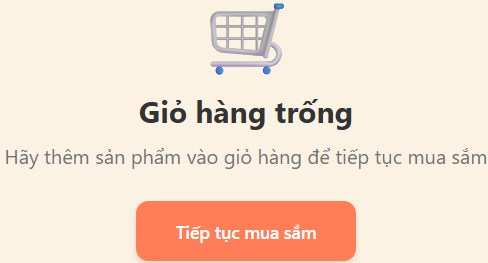 Giỏ hàng trống
Hãy thêm sản phẩm vào giỏ hàng để tiếp tục mua sắm
Tiếp tục mua sắm